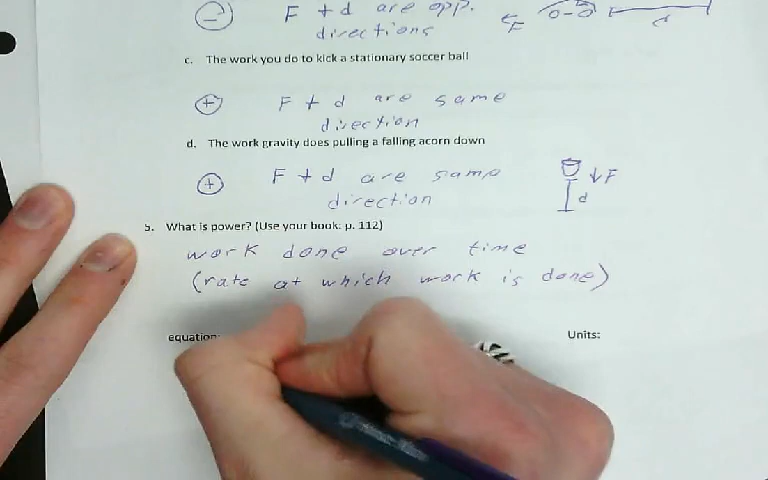 F + d are opp.
directions
F
d
c. The work you do to kick a stationary soccer ball
+ F + d are same
direction
d. The work gravity does pulling a falling acorn down
+ F + d are same
direction
F
d
5. What is power? (Use your book: p. 112)
work done over time
(rate at which work is done)
equation:
Units: